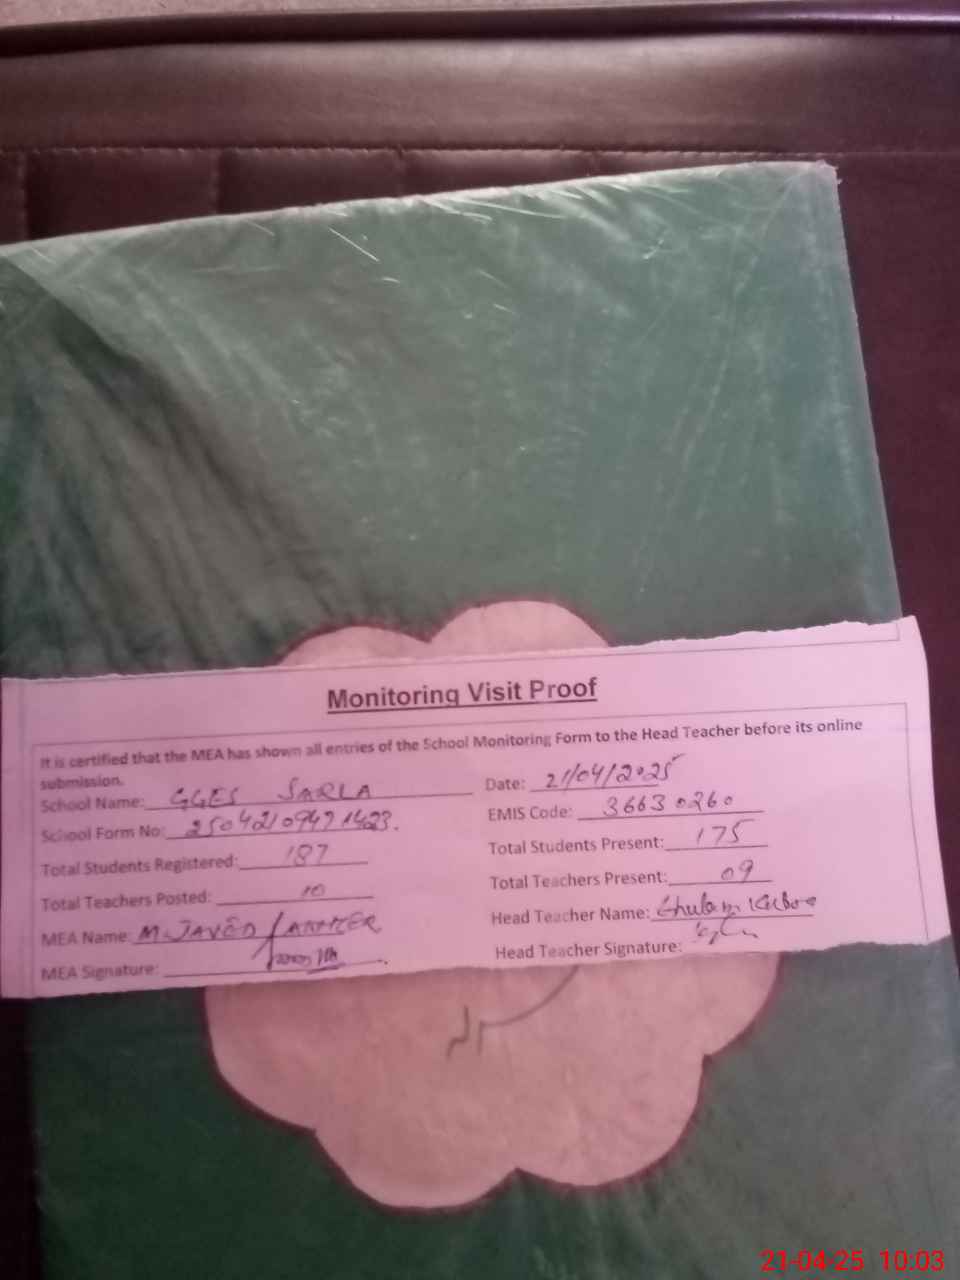 Monitoring Visit Proof
It is certified that the MEA has shown all entries of the School Monitoring Form to the Head Teacher before its online
submission.
School Name: GGES SARLA Date: 21/04/2025
School Form No: EMIS Code: 36630260
Total Students Registered: 187 Total Students Present: 175
Total Teachers Posted: 10 Total Teachers Present: 09
MEA Name: M. JAVED Head Teacher Name: Ghulam
MEA Signature: Head Teacher Signature:
21-04-25 10:03